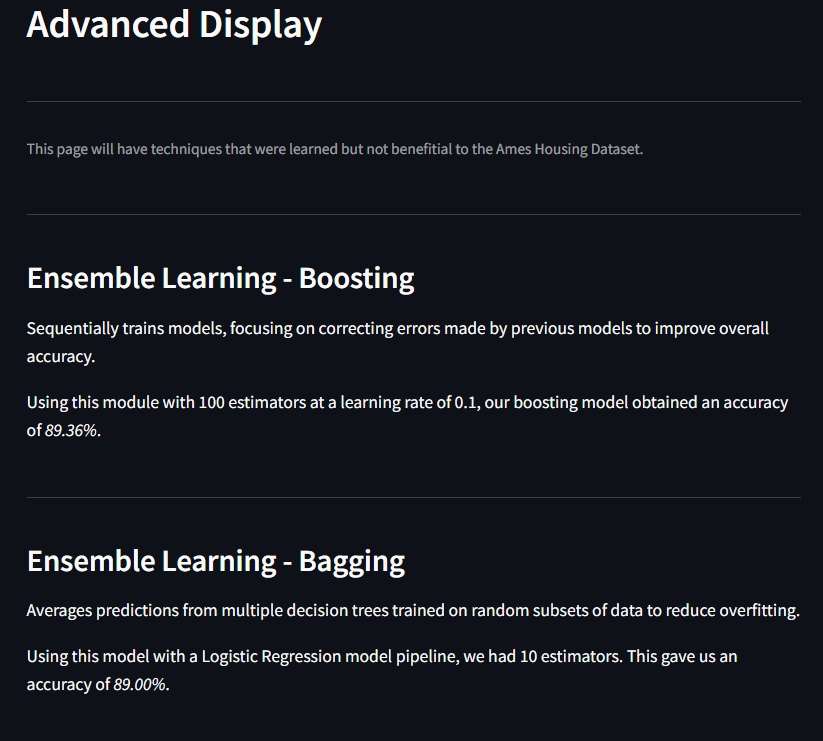 Advanced Display
This page will have techniques that were learned but not benefitial to the Ames Housing Dataset.
Ensemble Learning - Boosting
Sequentially trains models, focusing on correcting errors made by previous models to improve overall
accuracy.
Using this module with 100 estimators at a learning rate of 0.1, our boosting model obtained an accuracy
of 89.36%.
Ensemble Learning - Bagging
Averages predictions from multiple decision trees trained on random subsets of data to reduce overfitting.
Using this model with a Logistic Regression model pipeline, we had 10 estimators. This gave us an
accuracy of 89.00%.